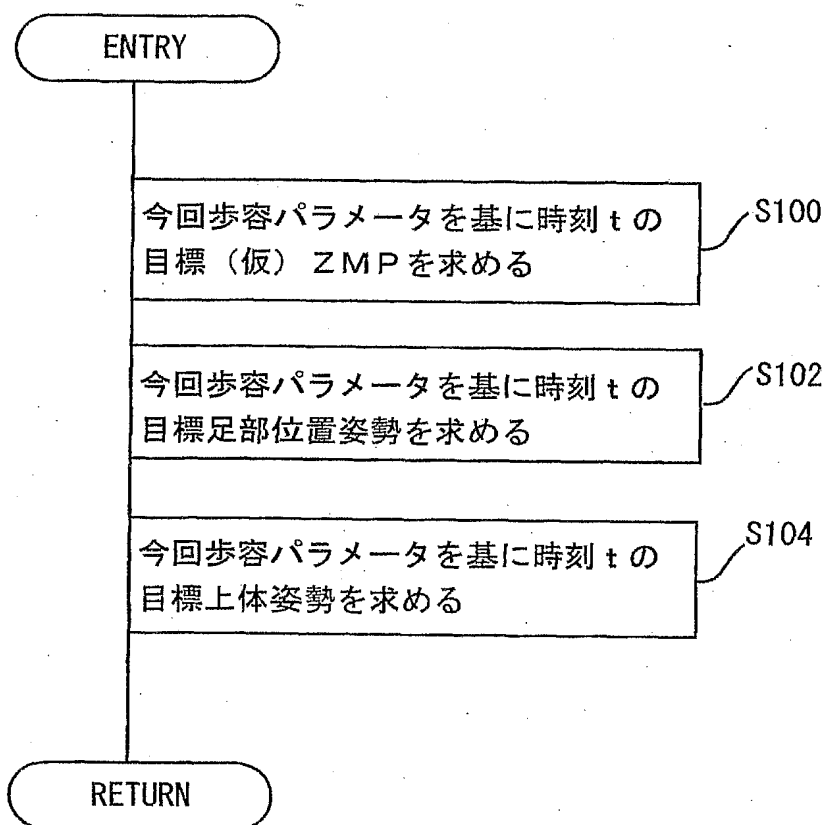 ENTRY
今回歩容パラメータを基に時刻tの
目標（仮）ZMPを求める
S100
今回歩容パラメータを基に時刻tの
目標足部位置姿勢を求める
S102
今回歩容パラメータを基に時刻tの
目標上体姿勢を求める
S104
RETURN